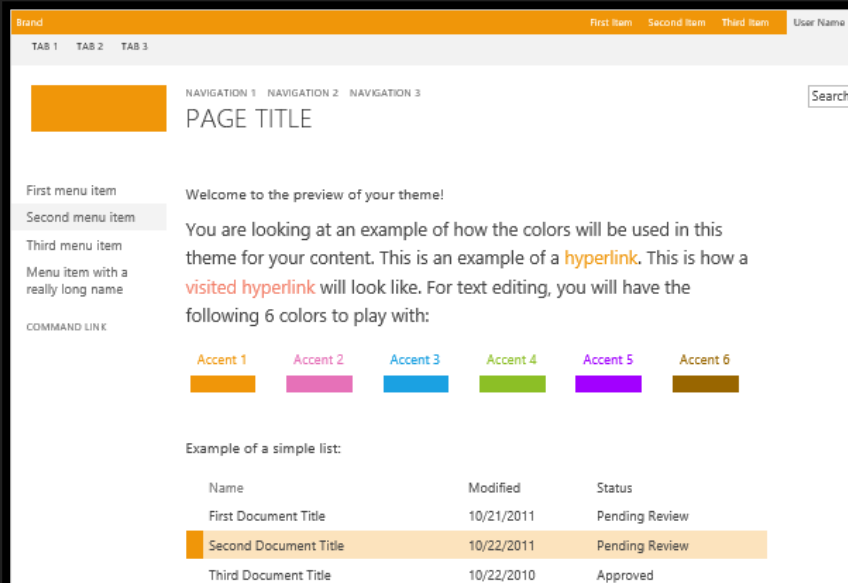 Brand First Item Second Item Third Item User Name
TAB 1 TAB 2 TAB 3
NAVIGATION 1 NAVIGATION 2 NAVIGATION 3
PAGE TITLE
Search
First menu item
Second menu item
Third menu item
Menu item with a
really long name
COMMAND LINK
Welcome to the preview of your theme!
You are looking at an example of how the colors will be used in this
theme for your content. This is an example of a hyperlink. This is how a
visited hyperlink will look like. For text editing, you will have the
following 6 colors to play with:
Accent 1 Accent 2 Accent 3 Accent 4 Accent 5 Accent 6
Example of a simple list:
Name Modified Status
First Document Title 10/21/2011 Pending Review
Second Document Title 10/22/2011 Pending Review
Third Document Title 10/22/2010 Approved